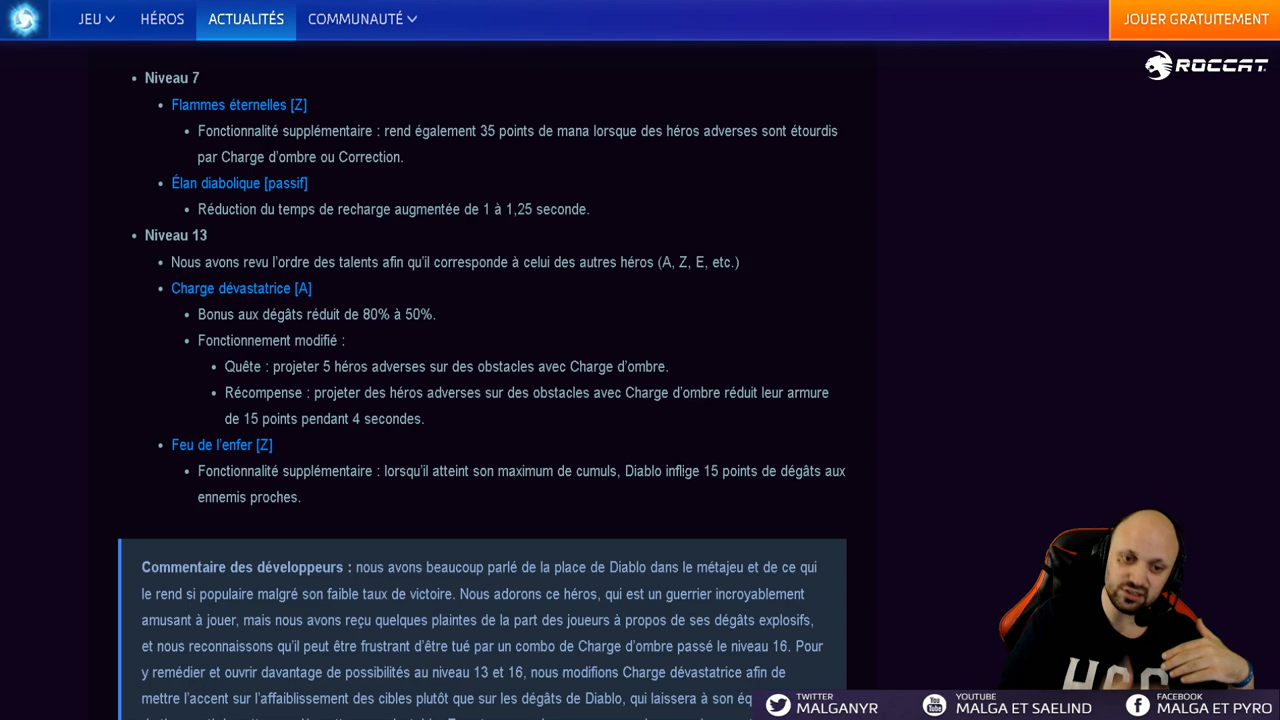 JEU HÉROS ACTUALITÉS COMMUNAUTÉ JOUER GRATUITEMENT
ROCCAT
Niveau 7
Flammes éternelles [Z]
Fonctionnalité supplémentaire : rend également 35 points de mana lorsque des héros adverses sont étourdis
par Charge d’ombre ou Correction.
Élan diabolique [passif]
Réduction du temps de recharge augmentée de 1 à 1,25 seconde.
Niveau 13
Nous avons revu l’ordre des talents afin qu’il corresponde à celui des autres héros (A, Z, E, etc.)
Charge dévastatrice [A]
Bonus aux dégâts réduit de 80% à 50%.
Fonctionnement modifié :
Quête : projeter 5 héros adverses sur des obstacles avec Charge d’ombre.
Récompense : projeter des héros adverses sur des obstacles avec Charge d’ombre réduit leur armure
de 15 points pendant 4 secondes.
Feu de l’enfer [Z]
Fonctionnalité supplémentaire : lorsqu’il atteint son maximum de cumuls, Diablo inflige 15 points de dégâts aux
ennemis proches.
Commentaire des développeurs : nous avons beaucoup parlé de la place de Diablo dans le métajeu et de ce qui
le rend si populaire malgré son faible taux de victoire. Nous adorons ce héros, qui est un guerrier incroyablement
amusant à jouer, mais nous avons reçu quelques plaintes de la part des joueurs à propos de ses dégâts explosifs,
et nous reconnaissons qu’il peut être frustrant d’être tué par un combo de Charge d’ombre passé le niveau 16. Pour
y remédier et ouvrir davantage de possibilités au niveau 13 et 16, nous modifions Charge dévastatrice afin de
mettre l’accent sur l’affaiblissement des cibles plutôt que sur les dégâts de Diablo, qui laissera à son éq
TWITTER
MALGANYR
YOUTUBE
MALGA ET SAELIND
FACEBOOK
MALGA ET PYRO